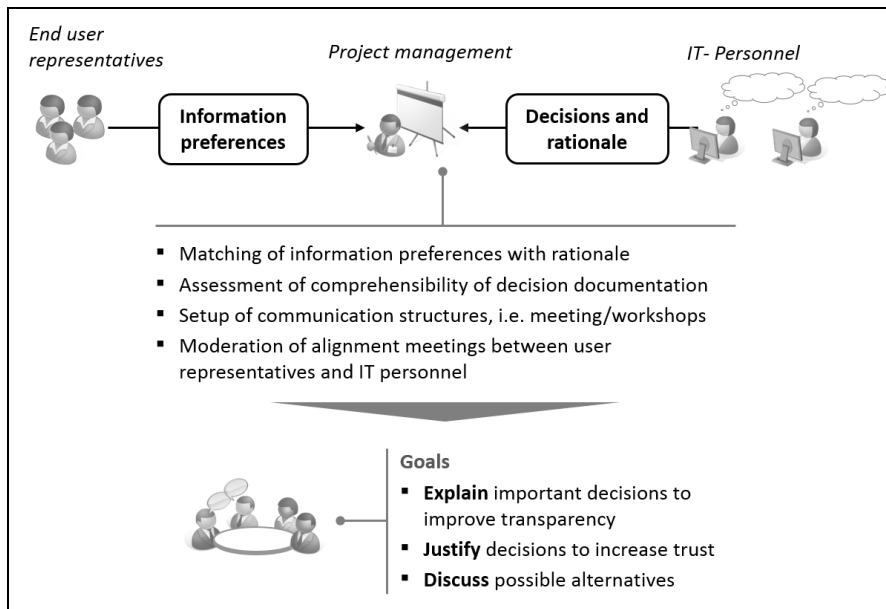 End user
representatives
Project management
IT- Personnel
Information
preferences
Decisions and
rationale
▪ Matching of information preferences with rationale
▪ Assessment of comprehensibility of decision documentation
▪ Setup of communication structures, i.e. meeting/workshops
▪ Moderation of alignment meetings between user
representatives and IT personnel
Goals
▪ Explain important decisions to
improve transparency
▪ Justify decisions to increase trust
▪ Discuss possible alternatives